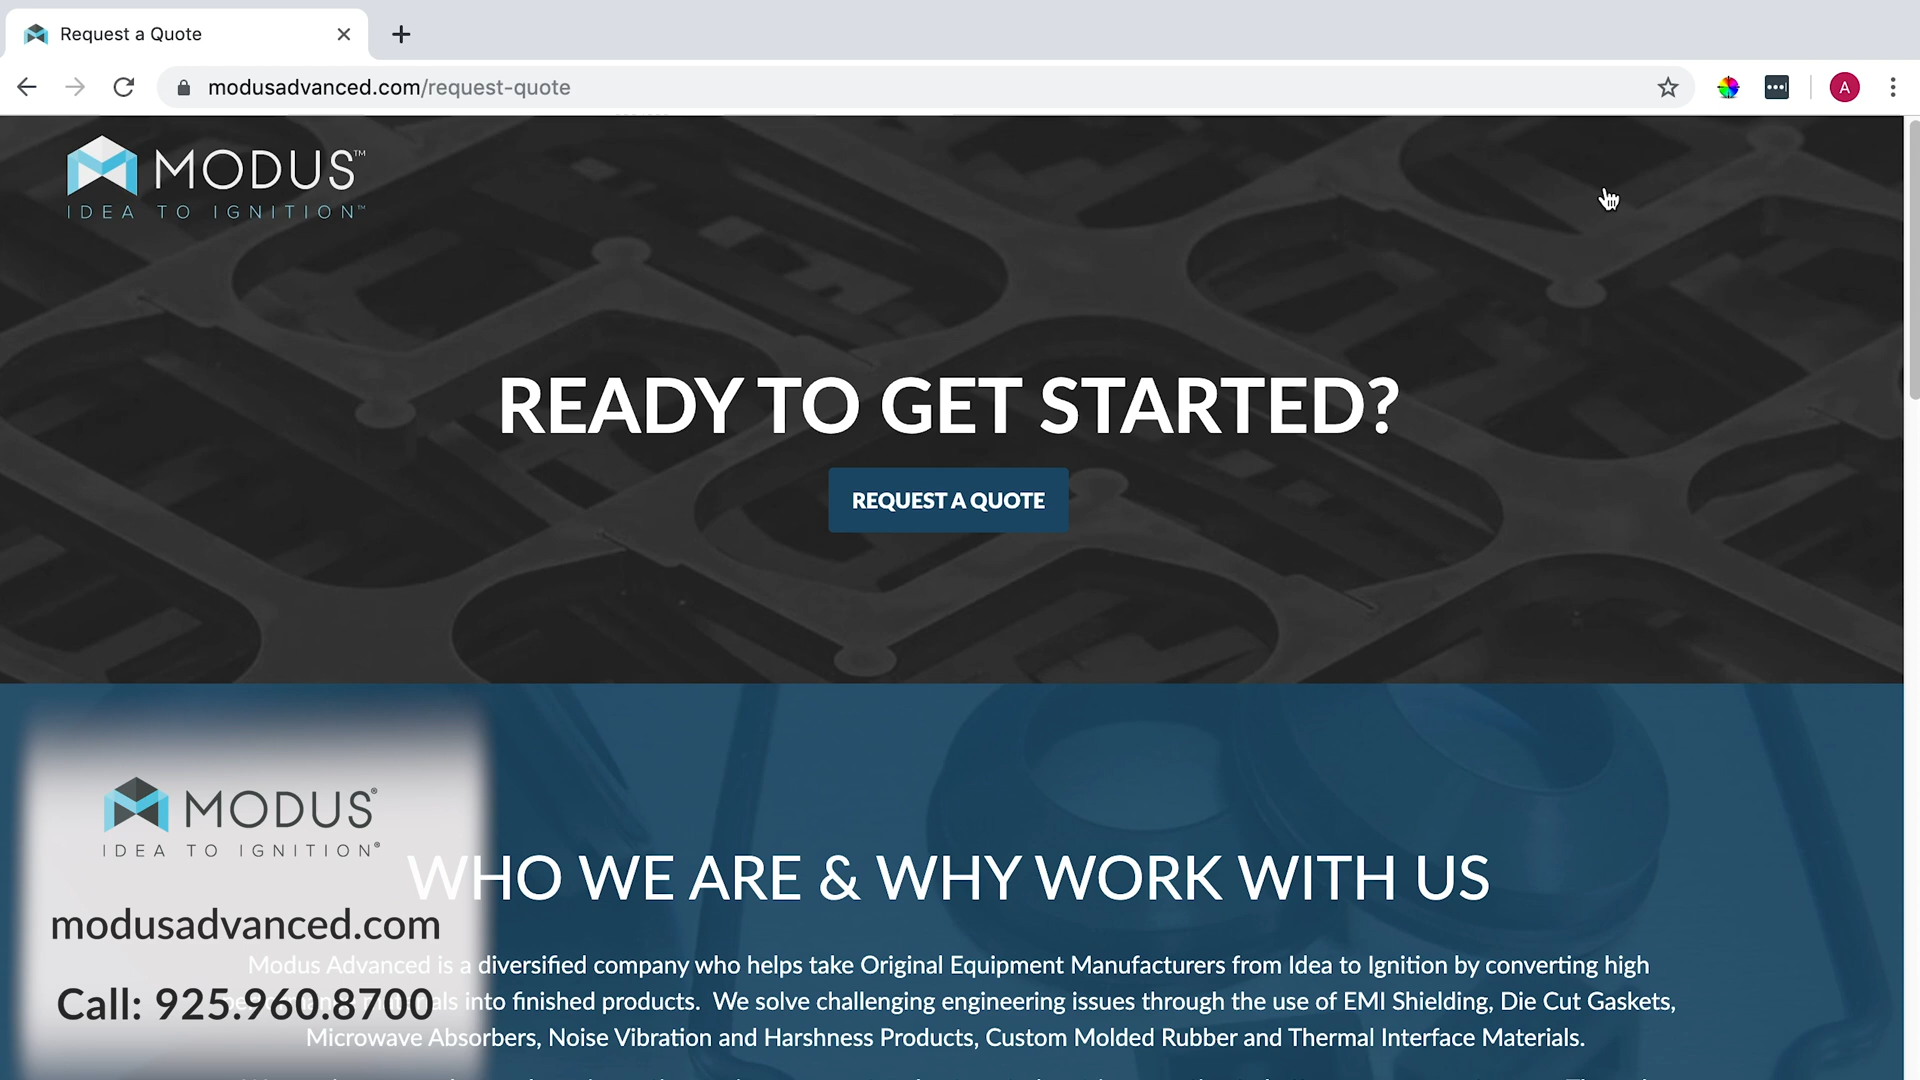 Request a Quote
modusadvanced.com/request-quote
A
MODUS™
IDEA TO IGNITION™
READY TO GET STARTED?
REQUEST A QUOTE
MODUS®
IDEA TO IGNITION®
WHO WE ARE & WHY WORK WITH US
modusadvanced.com
Modus Advanced is a diversified company who helps take Original Equipment Manufacturers from Idea to Ignition by converting high
into finished products. We solve challenging engineering issues through the use of EMI Shielding, Die Cut Gaskets,
Call: 925.960.8700
Microwave Absorbers, Noise Vibration and Harshness Products, Custom Molded Rubber and Thermal Interface Materials.